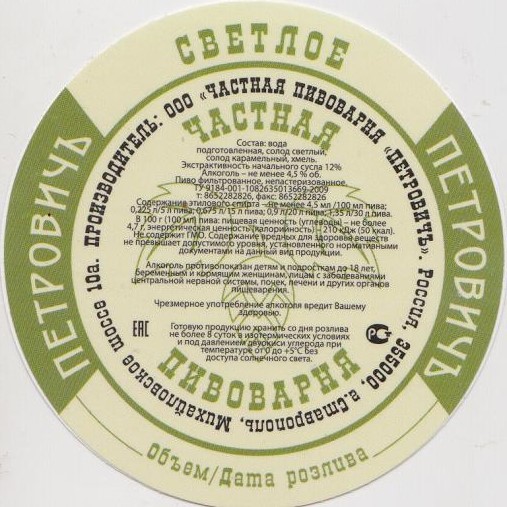 СВЕТЛОЕ
ПЕТРОВИЧЪ
ПЕТРОВИЧЪ
ПРОИЗВОДИТЕЛЬ: ООО «ЧАСТНАЯ ПИВОВАРНЯ «ПЕТРОВИЧЪ». Россия, 355000, г.Ставрополь, Михайловское шоссе 10а.
ЧАСТНАЯ
Состав: вода
подготовленная, солод светлый,
солод карамельный, хмель.
Экстрактивность начального сусла 12%
Алкоголь – не менее 4,5 % об.
Пиво фильтрованное, непастеризованное.
ТУ 9184-001-1082635013669-2009
т: 8652282826, факс: 8652282826
Содержание этилового спирта – не менее 4.5 мл /100 мл пива;
0,225 л/5 л пива; 0,675 л/15 л пива; 0,9 л/20 л пива; 1,35 л/30 л пива.
В 100 г (100 мл) пива: пищевая ценность (углеводы) – не более
4,7 г, энергетическая ценность (калорийность) – 210 кДж (50 ккал).
Не содержит ГМО. Содержание вредных для здоровья веществ
не превышает допустимого уровня, установленного нормативными
документами на данный вид продукции.
Алкоголь противопоказан детям и подросткам до 18 лет,
беременным и кормящим женщинам, лицам с заболеваниями
центральной нервной системы, почек, печени и других органов
пищеварения.
Чрезмерное употребление алкоголя вредит Вашему
здоровью.
EAC
Готовую продукцию хранить со дня розлива
не более 8 суток в изотермических условиях
и под давлением двуокиси углерода при
температуре от 0 до +5°С без
доступа солнечного света.
ПИВОВАРНЯ
Объем/Дата розлива